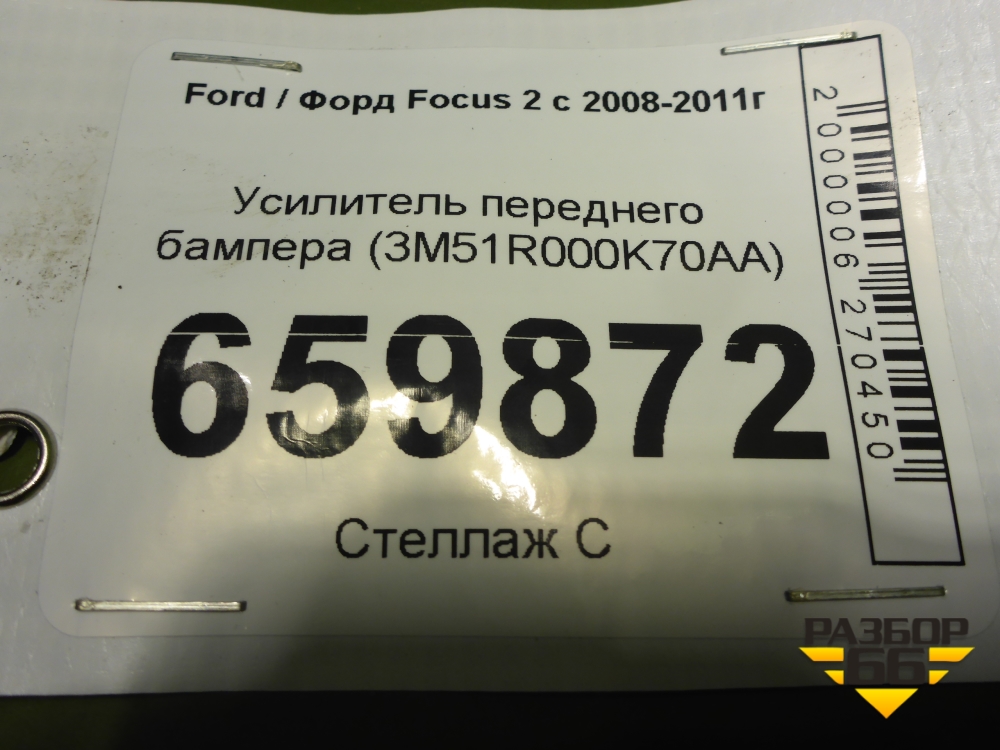 Ford / Форд Focus 2 с 2008-2011г
Усилитель переднего
бампера (3M51R000K70AA)
659872
Стеллаж С
2000006270450
РАЗБОР
66